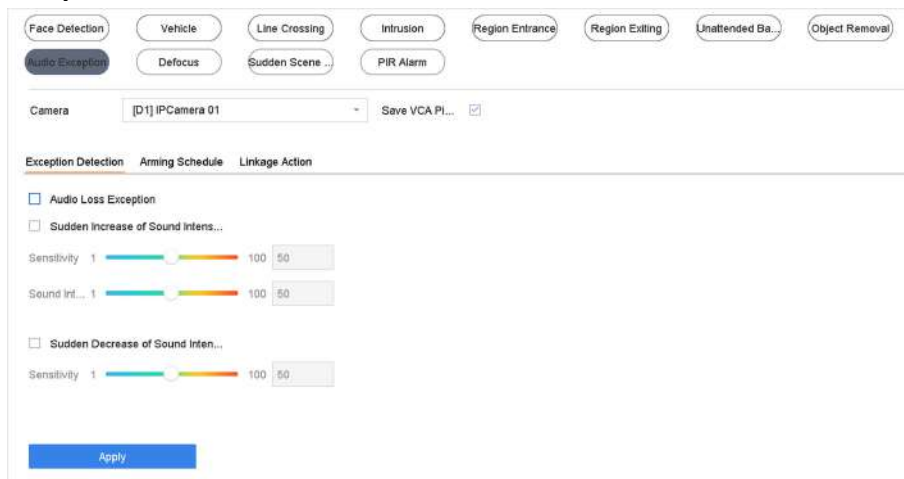 Face Detection Vehicle Line Crossing Intrusion Region Entrance Region Exiting Unattended Ba... Object Removal
Audio Exception Defocus Sudden Scene ... PIR Alarm
Camera [D1] IPCamera 01 Save VCA Pi...
Exception Detection Arming Schedule Linkage Action
Audio Loss Exception
Sudden Increase of Sound Intens...
Sensitivity 1 100 50
Sound Int... 1 100 50
Sudden Decrease of Sound Inten...
Sensitivity 1 100 50
Apply